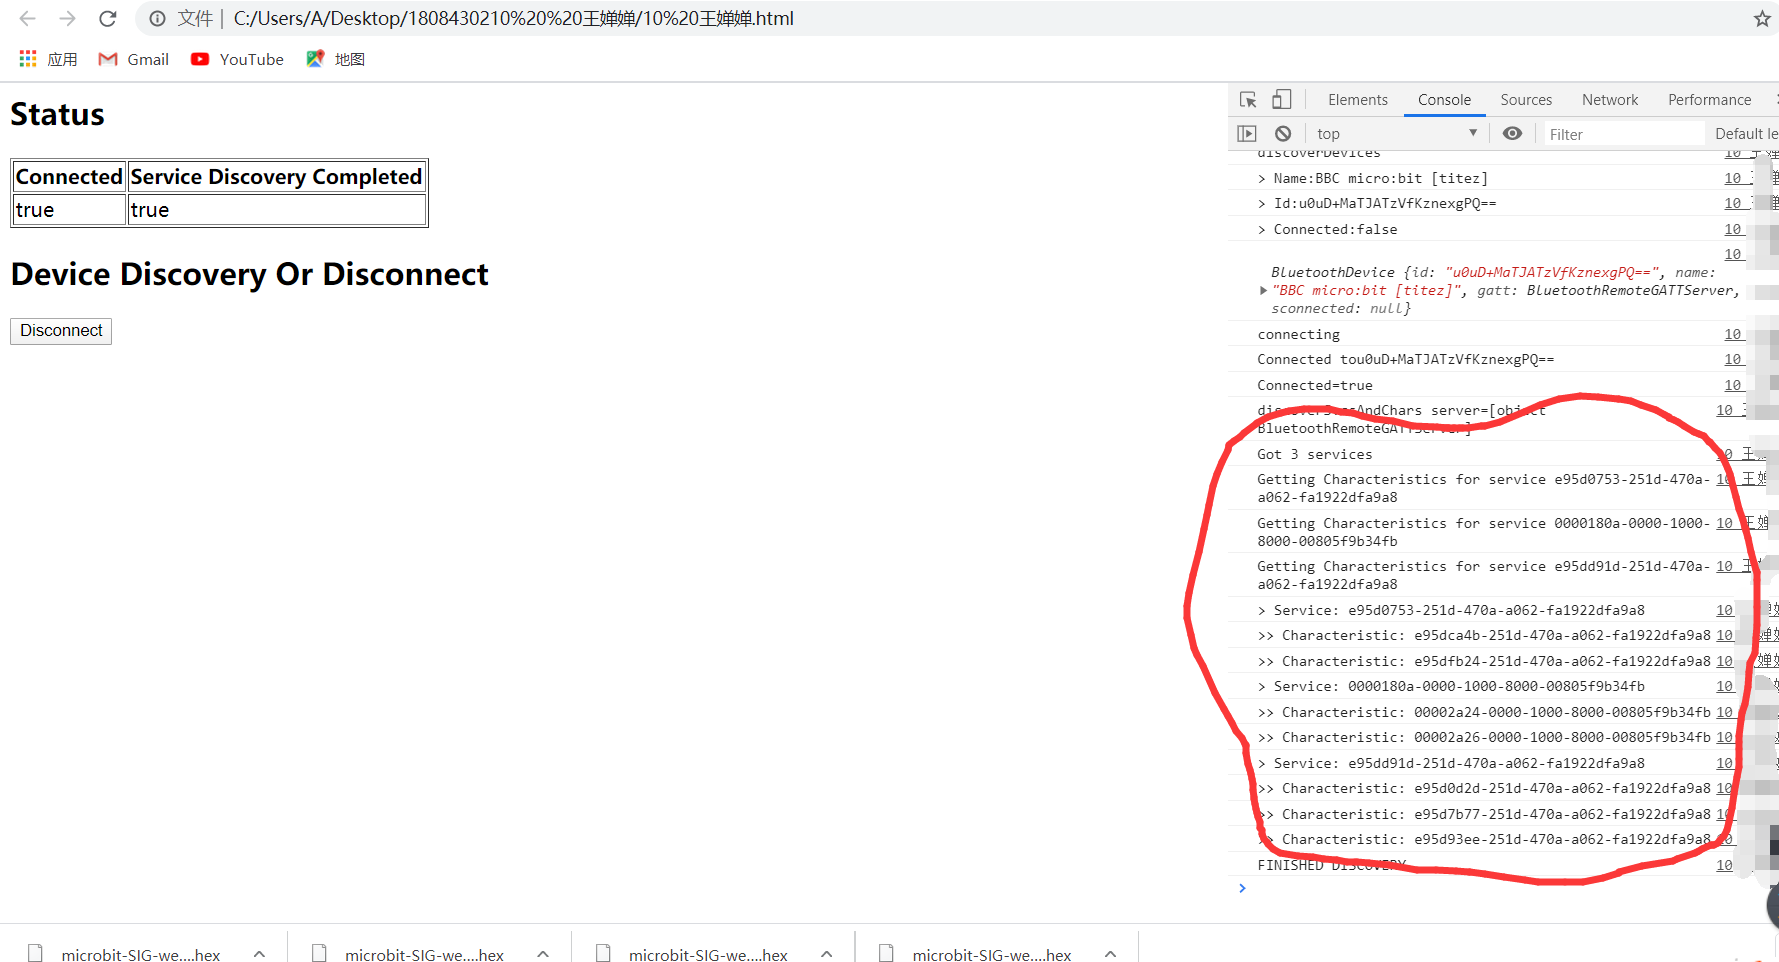 文件 | C:/Users/A/Desktop/1808430210%20%20王婵婵/10%20王婵婵.html
应用 Gmail YouTube 地图
Status
Connected Service Discovery Completed
true true
Device Discovery Or Disconnect
Disconnect
Elements Console Sources Network Performance
top Filter Default le
discoverDevices 10
> Name:BBC micro:bit [titez] 10
> Id:u0uD+MaTJATzVfKznexgPQ== 10
> Connected:false 10
10
BluetoothDevice {id: "u0uD+MaTJATzVfKznexgPQ==", name:
"BBC micro:bit [titez]", gatt: BluetoothRemoteGATTServer,
sconnected: null}
connecting 10
Connected tou0uD+MaTJATzVfKznexgPQ== 10
Connected=true 10
discoverSvcsAndChars server=[object 10
BluetoothRemoteGATTServer]
Got 3 services 10 王
Getting Characteristics for service e95d0753-251d-470a- 10
a062-fa1922dfa9a8
Getting Characteristics for service 0000180a-0000-1000- 10
8000-00805f9b34fb
Getting Characteristics for service e95dd91d-251d-470a- 10
a062-fa1922dfa9a8
> Service: e95d0753-251d-470a-a062-fa1922dfa9a8 10
>> Characteristic: e95dca4b-251d-470a-a062-fa1922dfa9a8 10
>> Characteristic: e95dfb24-251d-470a-a062-fa1922dfa9a8 10
> Service: 0000180a-0000-1000-8000-00805f9b34fb 10
>> Characteristic: 00002a24-0000-1000-8000-00805f9b34fb 10
>> Characteristic: 00002a26-0000-1000-8000-00805f9b34fb 10
> Service: e95dd91d-251d-470a-a062-fa1922dfa9a8 10
>> Characteristic: e95d0d2d-251d-470a-a062-fa1922dfa9a8 10
>> Characteristic: e95d7b77-251d-470a-a062-fa1922dfa9a8 10
>> Characteristic: e95d93ee-251d-470a-a062-fa1922dfa9a8 10
FINISHED DISCOVERY 10
microbit-SIG-we....hex microbit-SIG-we....hex microbit-SIG-we....hex microbit-SIG-we....hex